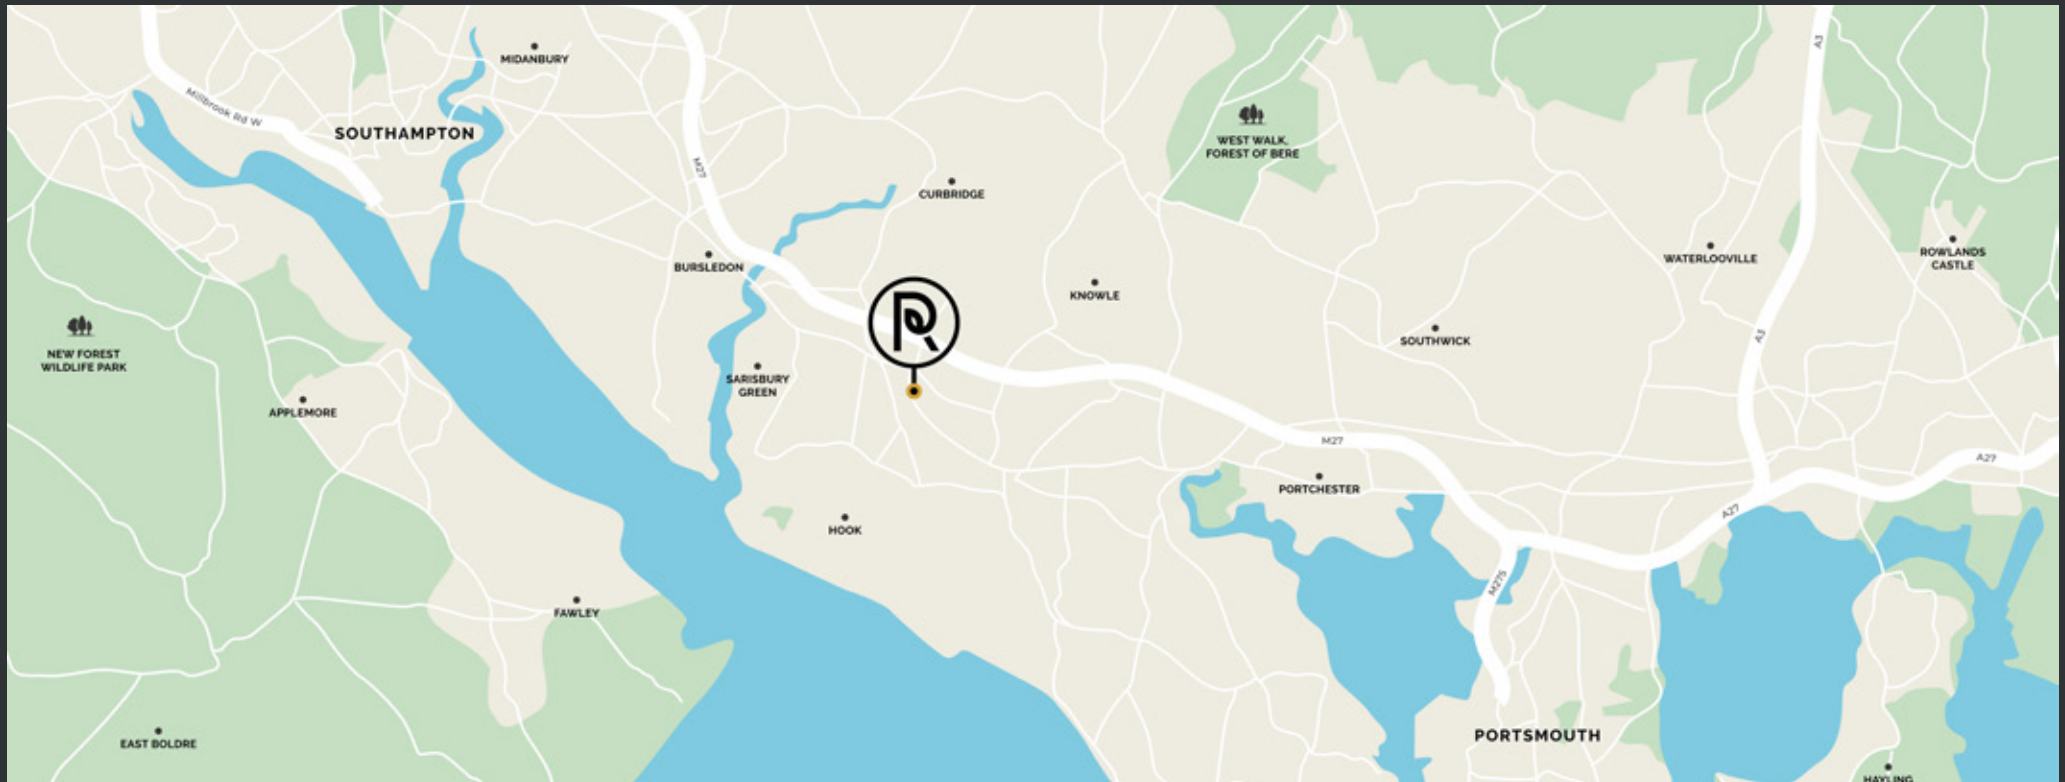 MIDANBURY
Millbrook Rd W
SOUTHAMPTON
A3
WEST WALK,
FOREST OF BERE
M27
CURBRIDGE
BURSLEDON
WATERLOOVILLE
ROWLANDS
CASTLE
KNOWLE
R
NEW FOREST
WILDLIFE PARK
SOUTHWICK
A3
SARISBURY
GREEN
APPLEMORE
M27
A27
PORTCHESTER
A27
HOOK
M275
FAWLEY
PORTSMOUTH
EAST BOLDRE
HAYLING